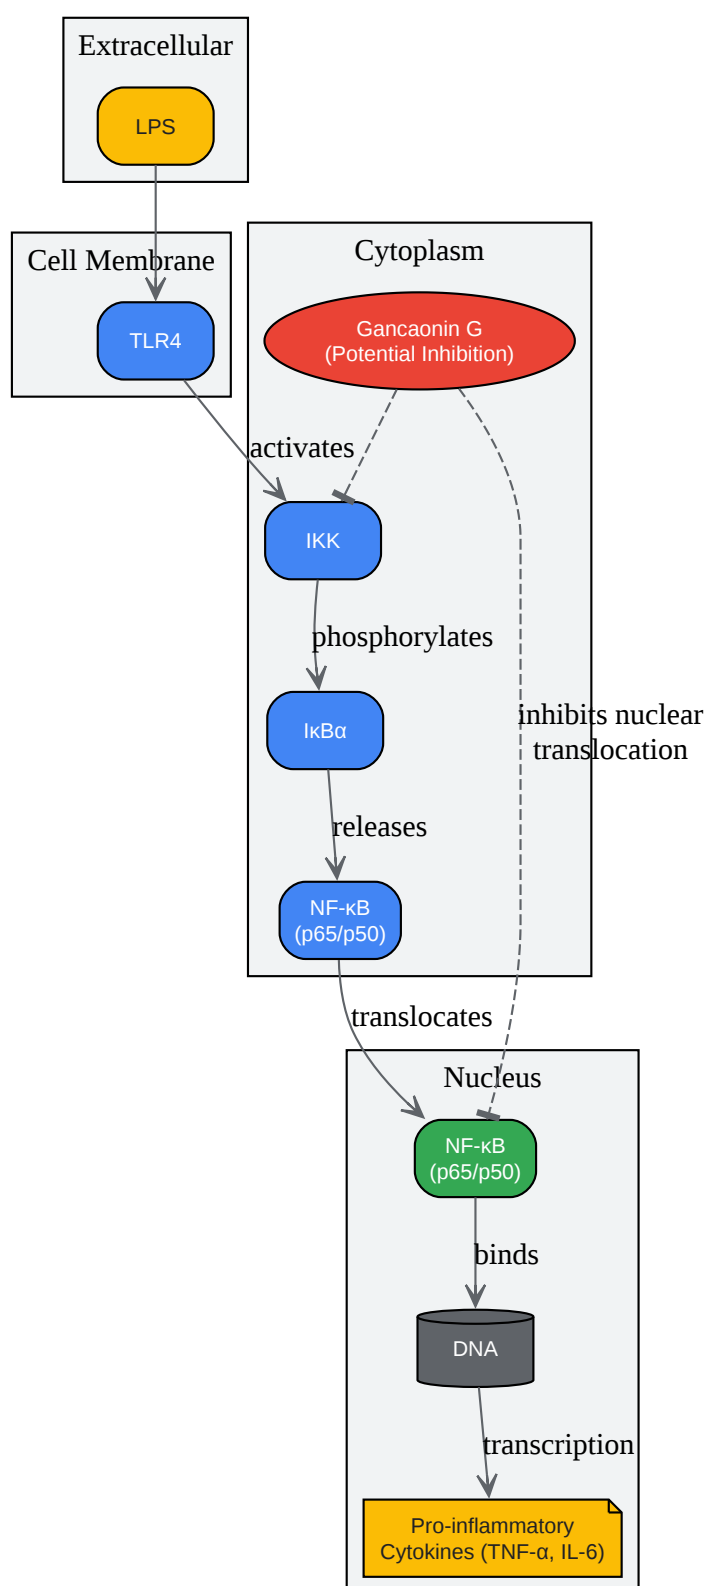 Extracellular
LPS
Cell Membrane
TLR4
Cytoplasm
Gancaonin G
(Potential Inhibition)
activates
IKK
phosphorylates
IκBα
inhibits nuclear
translocation
releases
NF-κB
(p65/p50)
translocates
Nucleus
NF-κB
(p65/p50)
binds
DNA
transcription
Pro-inflammatory
Cytokines (TNF-α, IL-6)